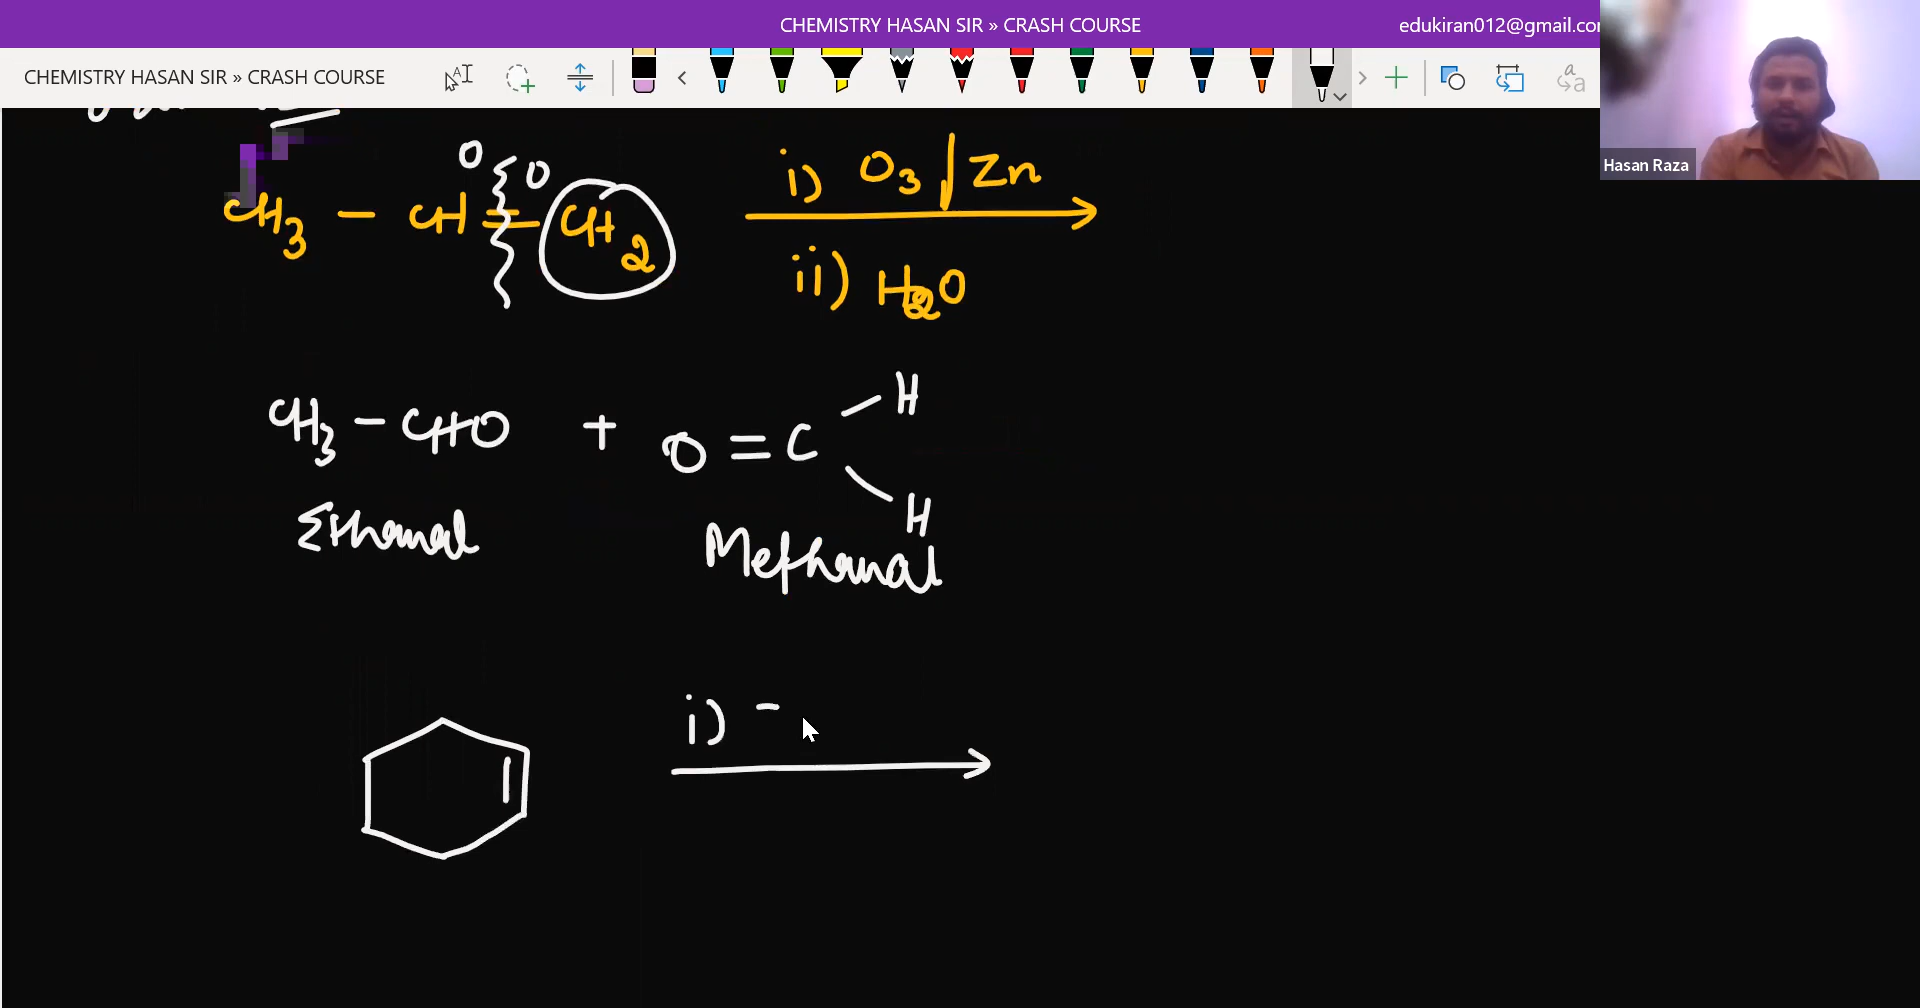 CHEMISTRY HASAN SIR » CRASH COURSE
edukiran012@gmail.co
CHEMISTRY HASAN SIR » CRASH COURSE
Hasan Raza
i) O3 | Zn
O O
CH3 - CH = CH2
ii) H2O
CH3 - CHO + O = C
H
H
Ethanal
Methanal
i) -